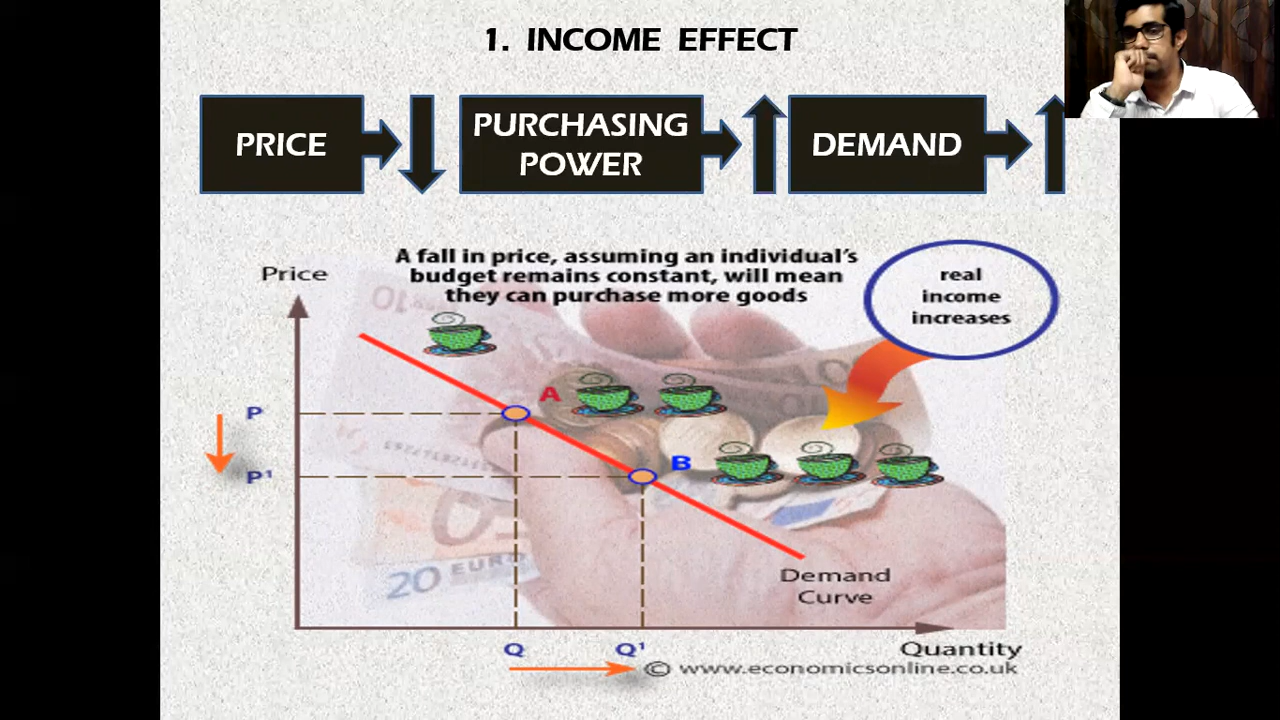 1. INCOME EFFECT
PRICE
PURCHASING
POWER
DEMAND
A fall in price, assuming an individual's
budget remains constant, will mean
they can purchase more goods
Price
real
income
increases
A
P
B
P¹
20 EURO
Demand
Curve
Q
Q¹
Quantity
© www.economicsonline.co.uk